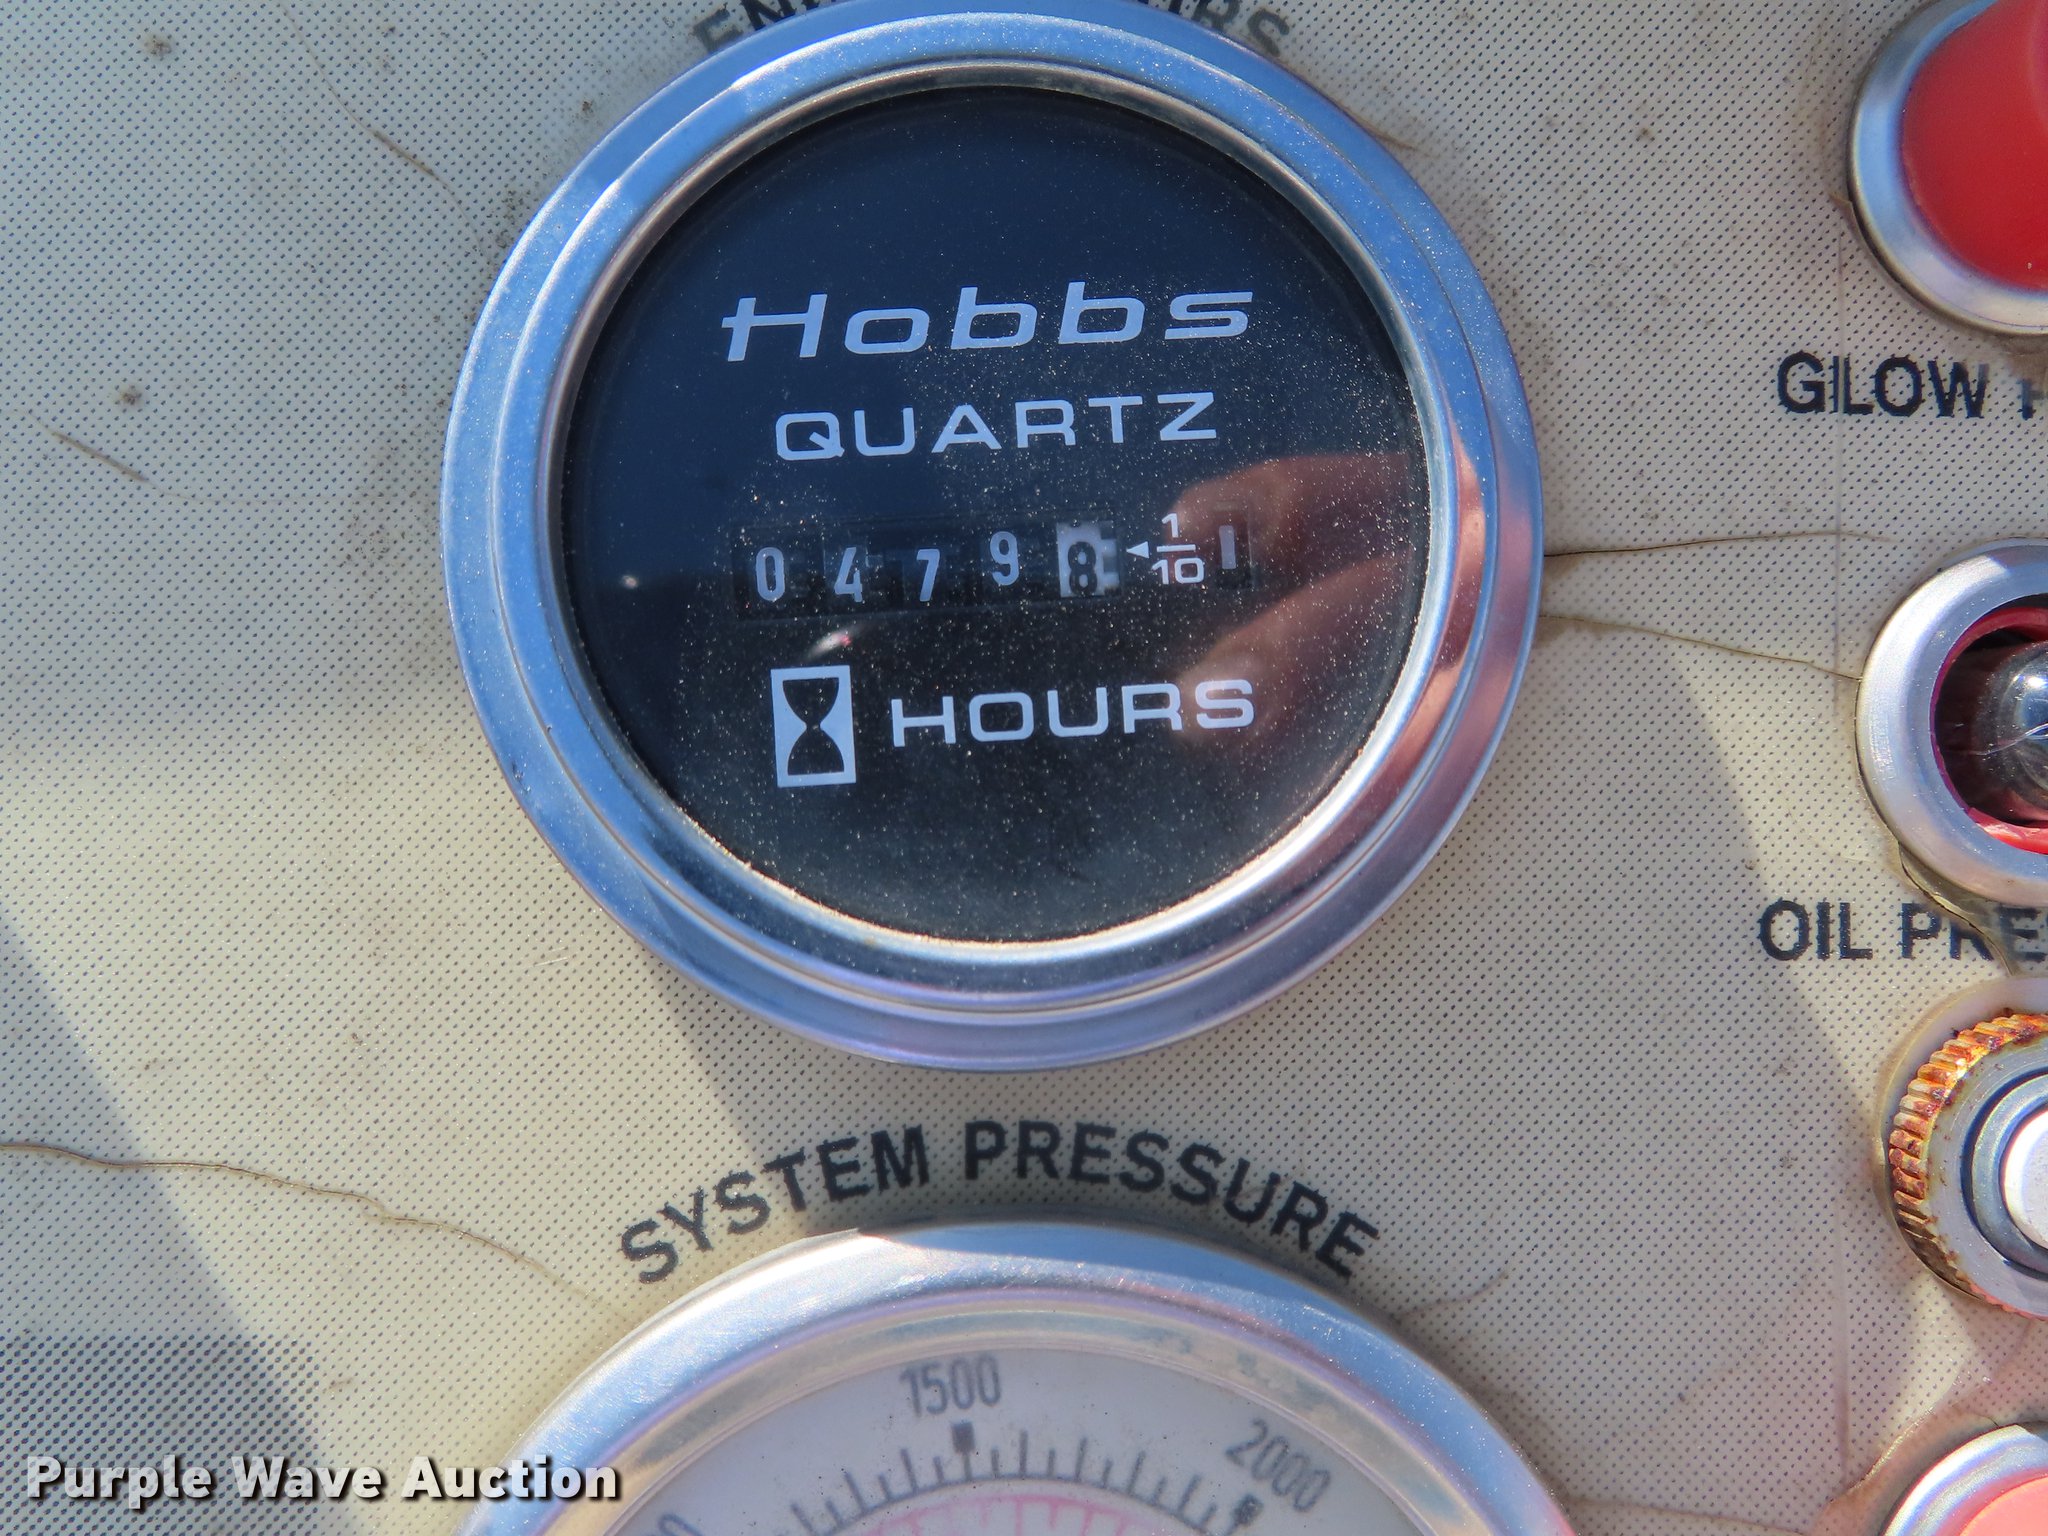 Hobbs
QUARTZ
0 4 7 9 8 1/10
HOURS
GLOW
OIL
SYSTEM PRESSURE
1500
2000
Purple Wave Auction